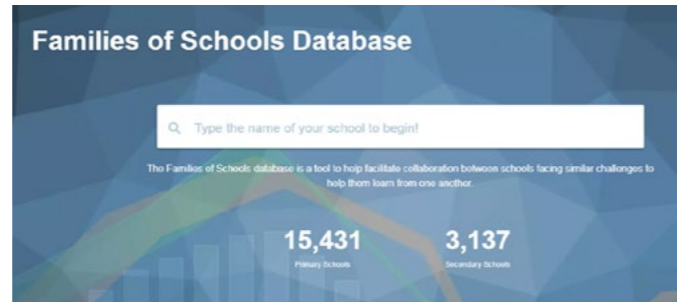 Families of Schools Database
Type the name of your school to begin!
The Families of Schools database is a tool to help facilitate collaboration between schools facing similar challenges to
help them learn from one another.
15,431 3,137
Primary Schools Secondary Schools